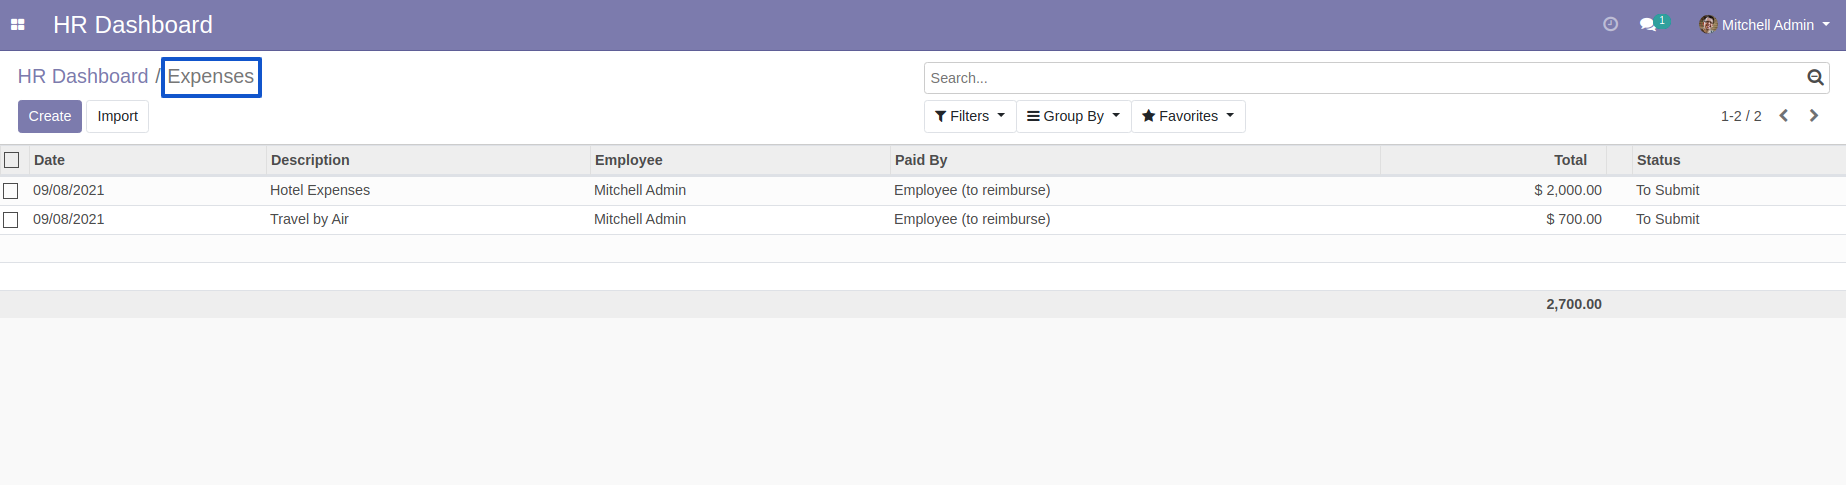 HR Dashboard 1 Mitchell Admin
HR Dashboard / Expenses Search...
Create Import Filters Group By Favorites 1-2 / 2
Date Description Employee Paid By Total Status
09/08/2021 Hotel Expenses Mitchell Admin Employee (to reimburse) $ 2,000.00 To Submit
09/08/2021 Travel by Air Mitchell Admin Employee (to reimburse) $ 700.00 To Submit
2,700.00